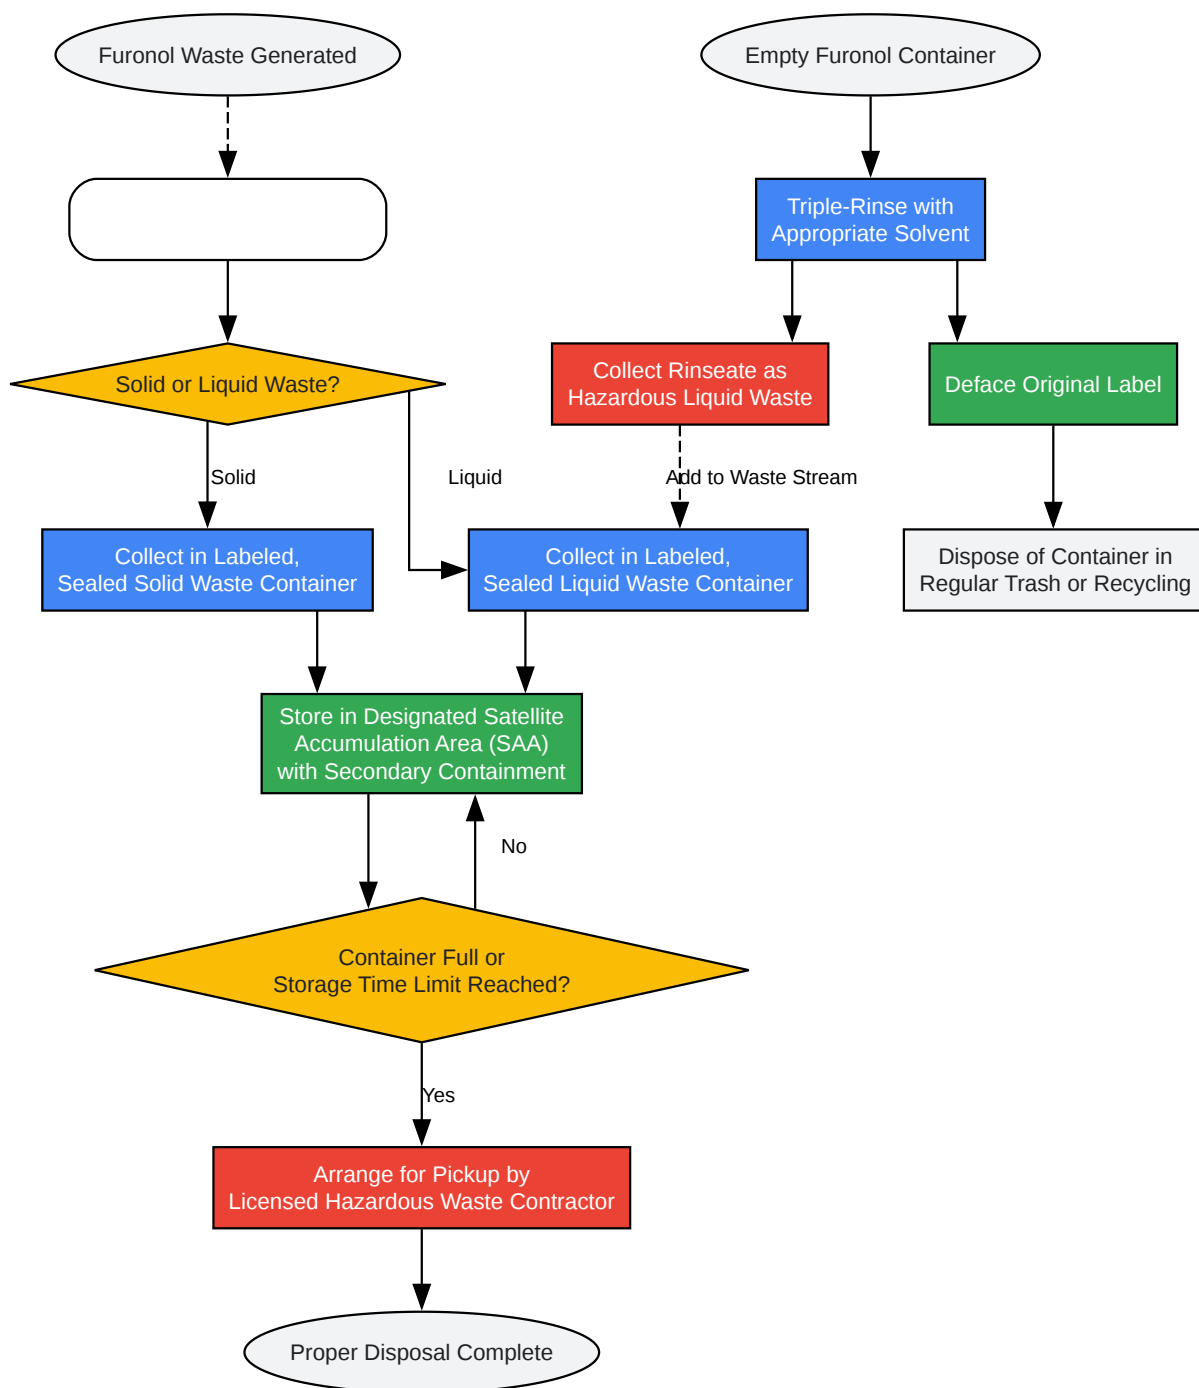 Furonol Waste Generated
Empty Furonol Container
Triple-Rinse with
Appropriate Solvent
Solid or Liquid Waste?
Collect Rinseate as
Hazardous Liquid Waste
Deface Original Label
Solid
Liquid
Add to Waste Stream
Collect in Labeled,
Sealed Solid Waste Container
Collect in Labeled,
Sealed Liquid Waste Container
Dispose of Container in
Regular Trash or Recycling
Store in Designated Satellite
Accumulation Area (SAA)
with Secondary Containment
No
Container Full or
Storage Time Limit Reached?
Yes
Arrange for Pickup by
Licensed Hazardous Waste Contractor
Proper Disposal Complete